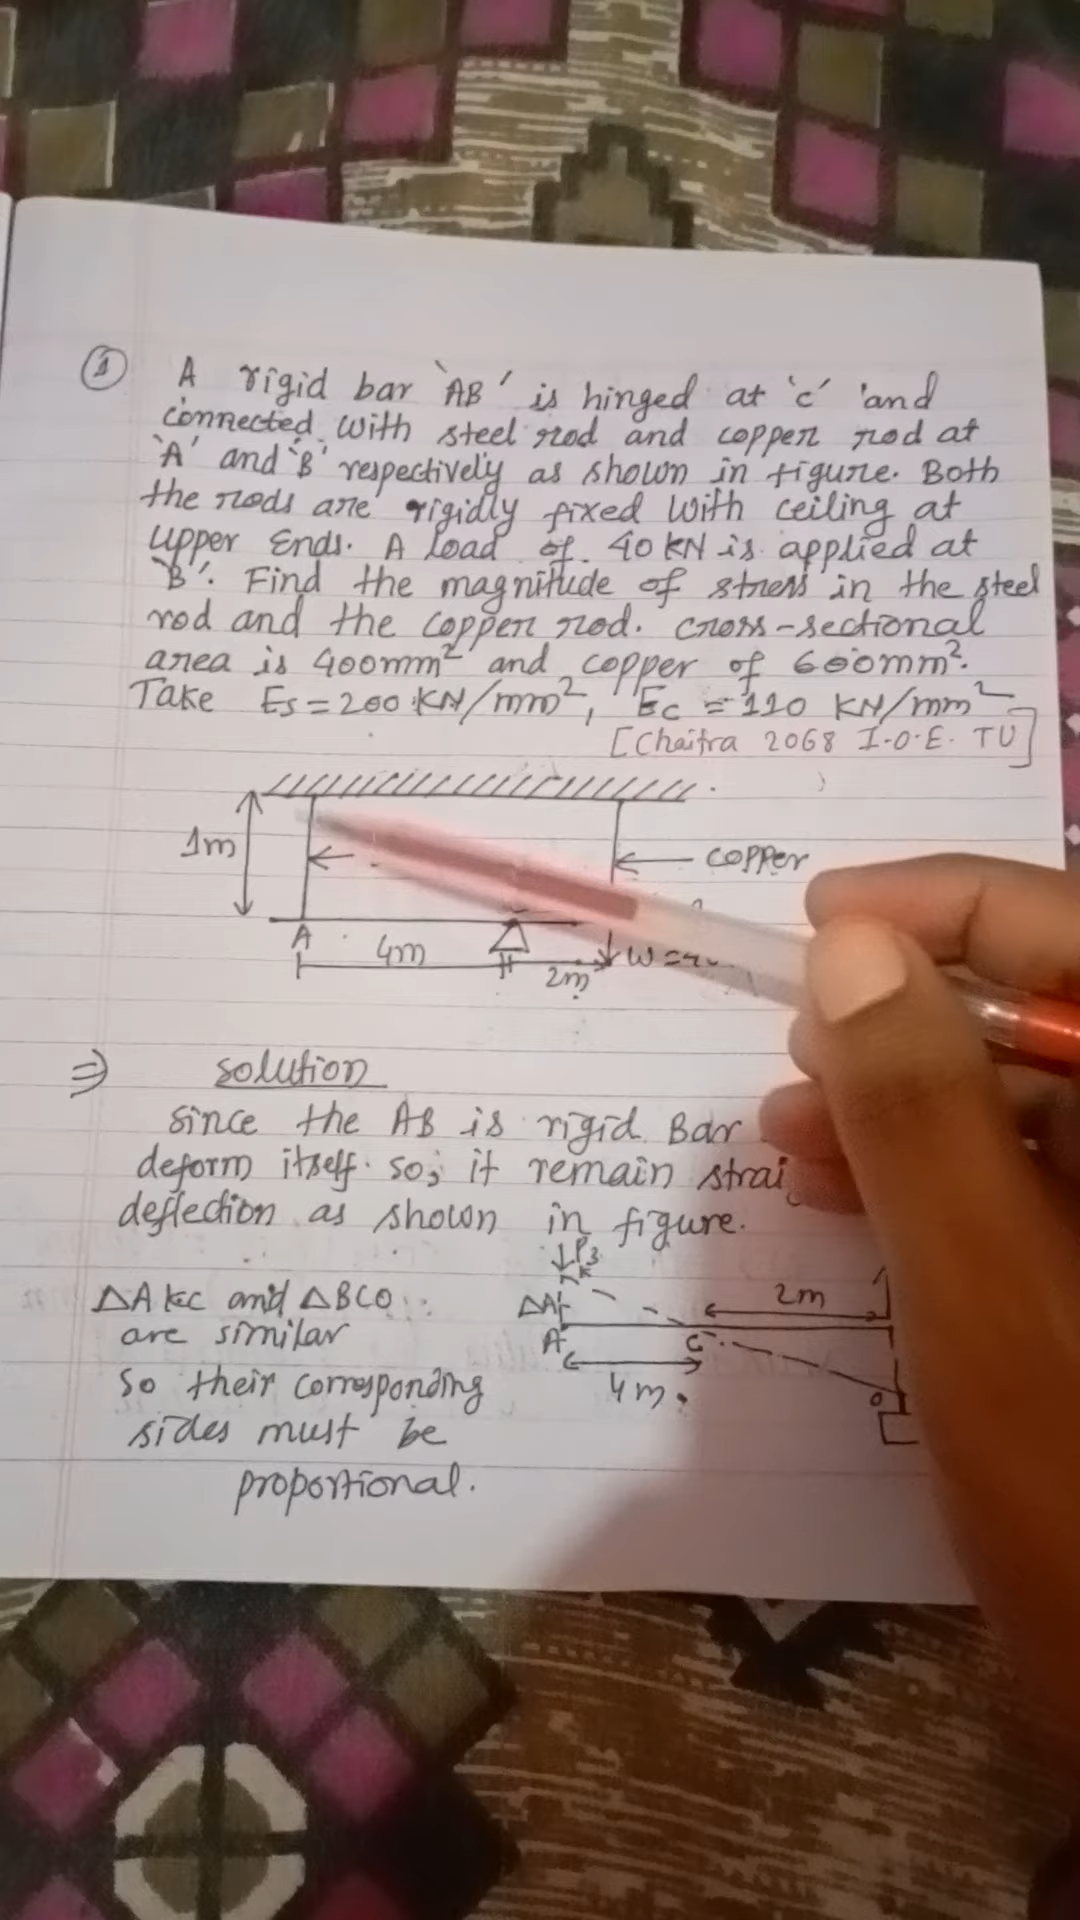 1
A rigid bar `AB' is hinged at 'c' 'and
connected with steel rod and copper rod at
`A' and `B' respectively as shown in figure. Both
the rods are rigidly fixed with ceiling at
upper Ends. A Load of 40 KN is applied at
`B'. Find the magnitude of stress in the steel
rod and the copper rod. cross-sectional
area is 400mm² and copper of 600mm².
Take Es = 200 KN/mm², Ec = 110 KN/mm²
[Chaitra 2068 I.O.E. TU]
1m
copper
A
4m
2m
W =
⇒ solution
Since the AB is rigid Bar
deform itself. so; it remain
deflection as shown in figure.
ΔAKC and ΔBCO
are similar
so their corresponding
sides must be
proportional.
K
ΔA
A
C
2m
4m
O